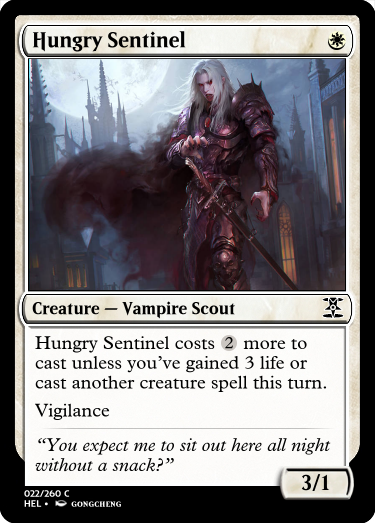 Hungry Sentinel
Creature — Vampire Scout
Hungry Sentinel costs 2 more to
cast unless you've gained 3 life or
cast another creature spell this turn.
Vigilance
“You expect me to sit out here all night
without a snack?”
3/1
022/260 C
HEL • GONGCHENG